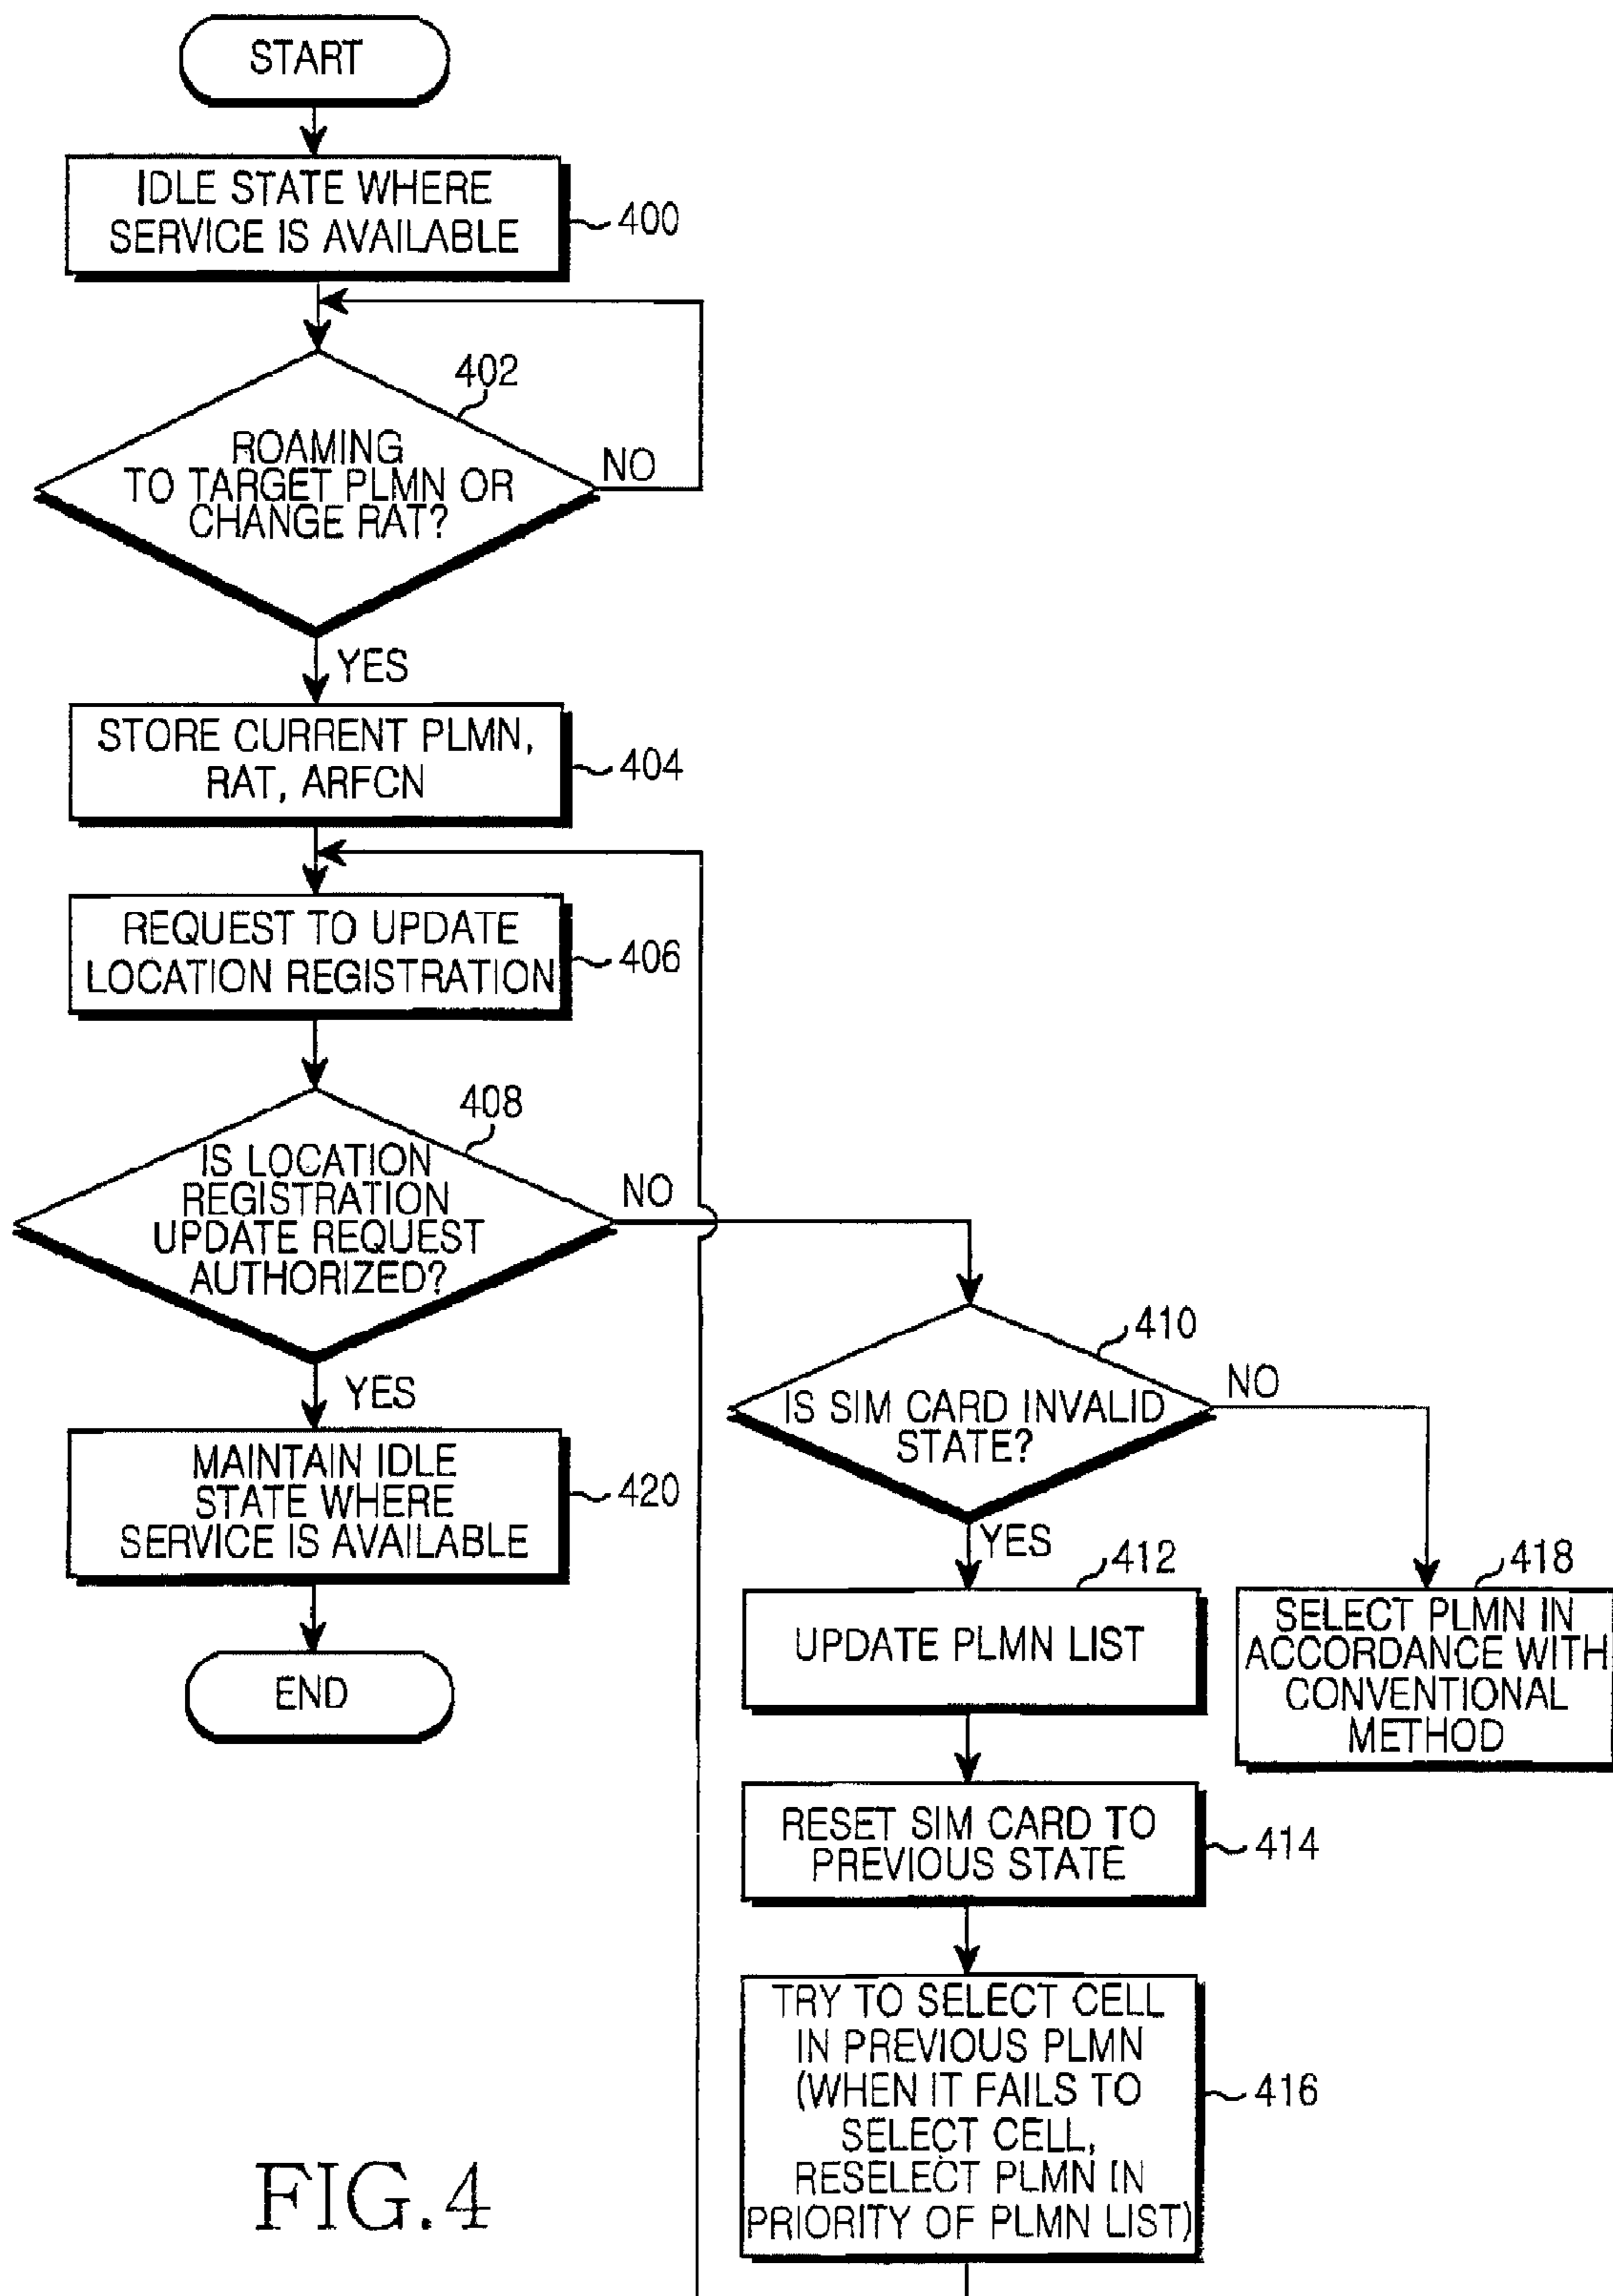 START
IDLE STATE WHERE
SERVICE IS AVAILABLE
400
402
ROAMING
TO TARGET PLMN OR
CHANGE RAT?
NO
YES
STORE CURRENT PLMN,
RAT, ARFCN
404
REQUEST TO UPDATE
LOCATION REGISTRATION
406
408
IS LOCATION
REGISTRATION
UPDATE REQUEST
AUTHORIZED?
NO
YES
MAINTAIN IDLE
STATE WHERE
SERVICE IS AVAILABLE
420
END
410
IS SIM CARD INVALID
STATE?
NO
YES
412
UPDATE PLMN LIST
418
SELECT PLMN IN
ACCORDANCE WITH
CONVENTIONAL
METHOD
RESET SIM CARD TO
PREVIOUS STATE
414
TRY TO SELECT CELL
IN PREVIOUS PLMN
(WHEN IT FAILS TO
SELECT CELL,
RESELECT PLMN IN
PRIORITY OF PLMN LIST)
416
FIG.4